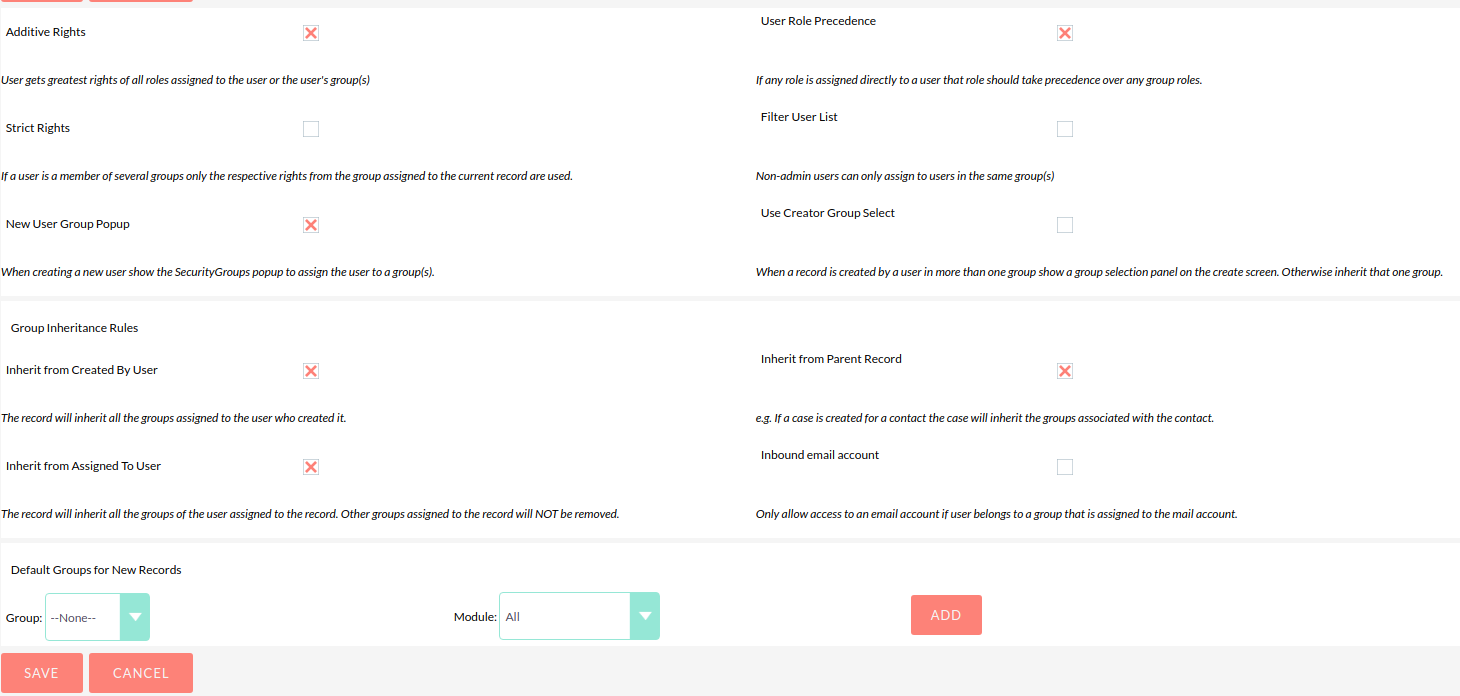 Additive Rights
User Role Precedence
User gets greatest rights of all roles assigned to the user or the user's group(s)
If any role is assigned directly to a user that role should take precedence over any group roles.
Strict Rights
Filter User List
If a user is a member of several groups only the respective rights from the group assigned to the current record are used.
Non-admin users can only assign to users in the same group(s)
New User Group Popup
Use Creator Group Select
When creating a new user show the SecurityGroups popup to assign the user to a group(s).
When a record is created by a user in more than one group show a group selection panel on the create screen. Otherwise inherit that one group.
Group Inheritance Rules
Inherit from Created By User
Inherit from Parent Record
The record will inherit all the groups assigned to the user who created it.
e.g. If a case is created for a contact the case will inherit the groups associated with the contact.
Inherit from Assigned To User
Inbound email account
The record will inherit all the groups of the user assigned to the record. Other groups assigned to the record will NOT be removed.
Only allow access to an email account if user belongs to a group that is assigned to the mail account.
Default Groups for New Records
Group: --None-- Module: All ADD
SAVE CANCEL